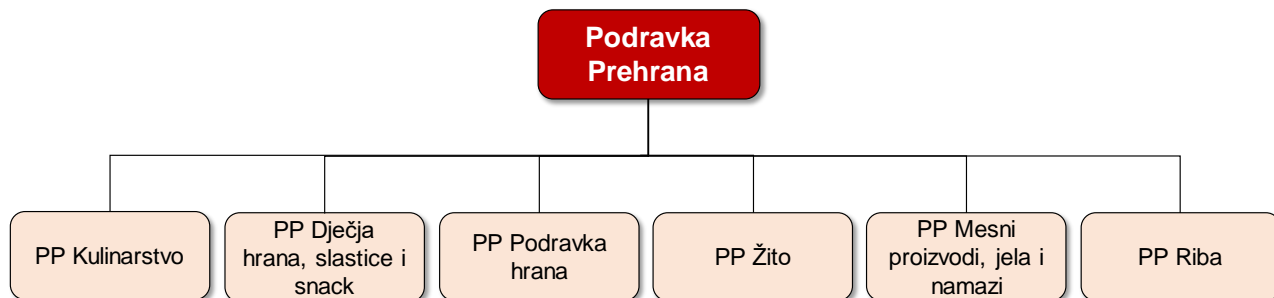 Podravka
Prehrana
PP Kulinarstvo
PP Dječja
hrana, slastice i
snack
PP Podravka
hrana
PP Žito
PP Mesni
proizvodi, jela i
namazi
PP Riba